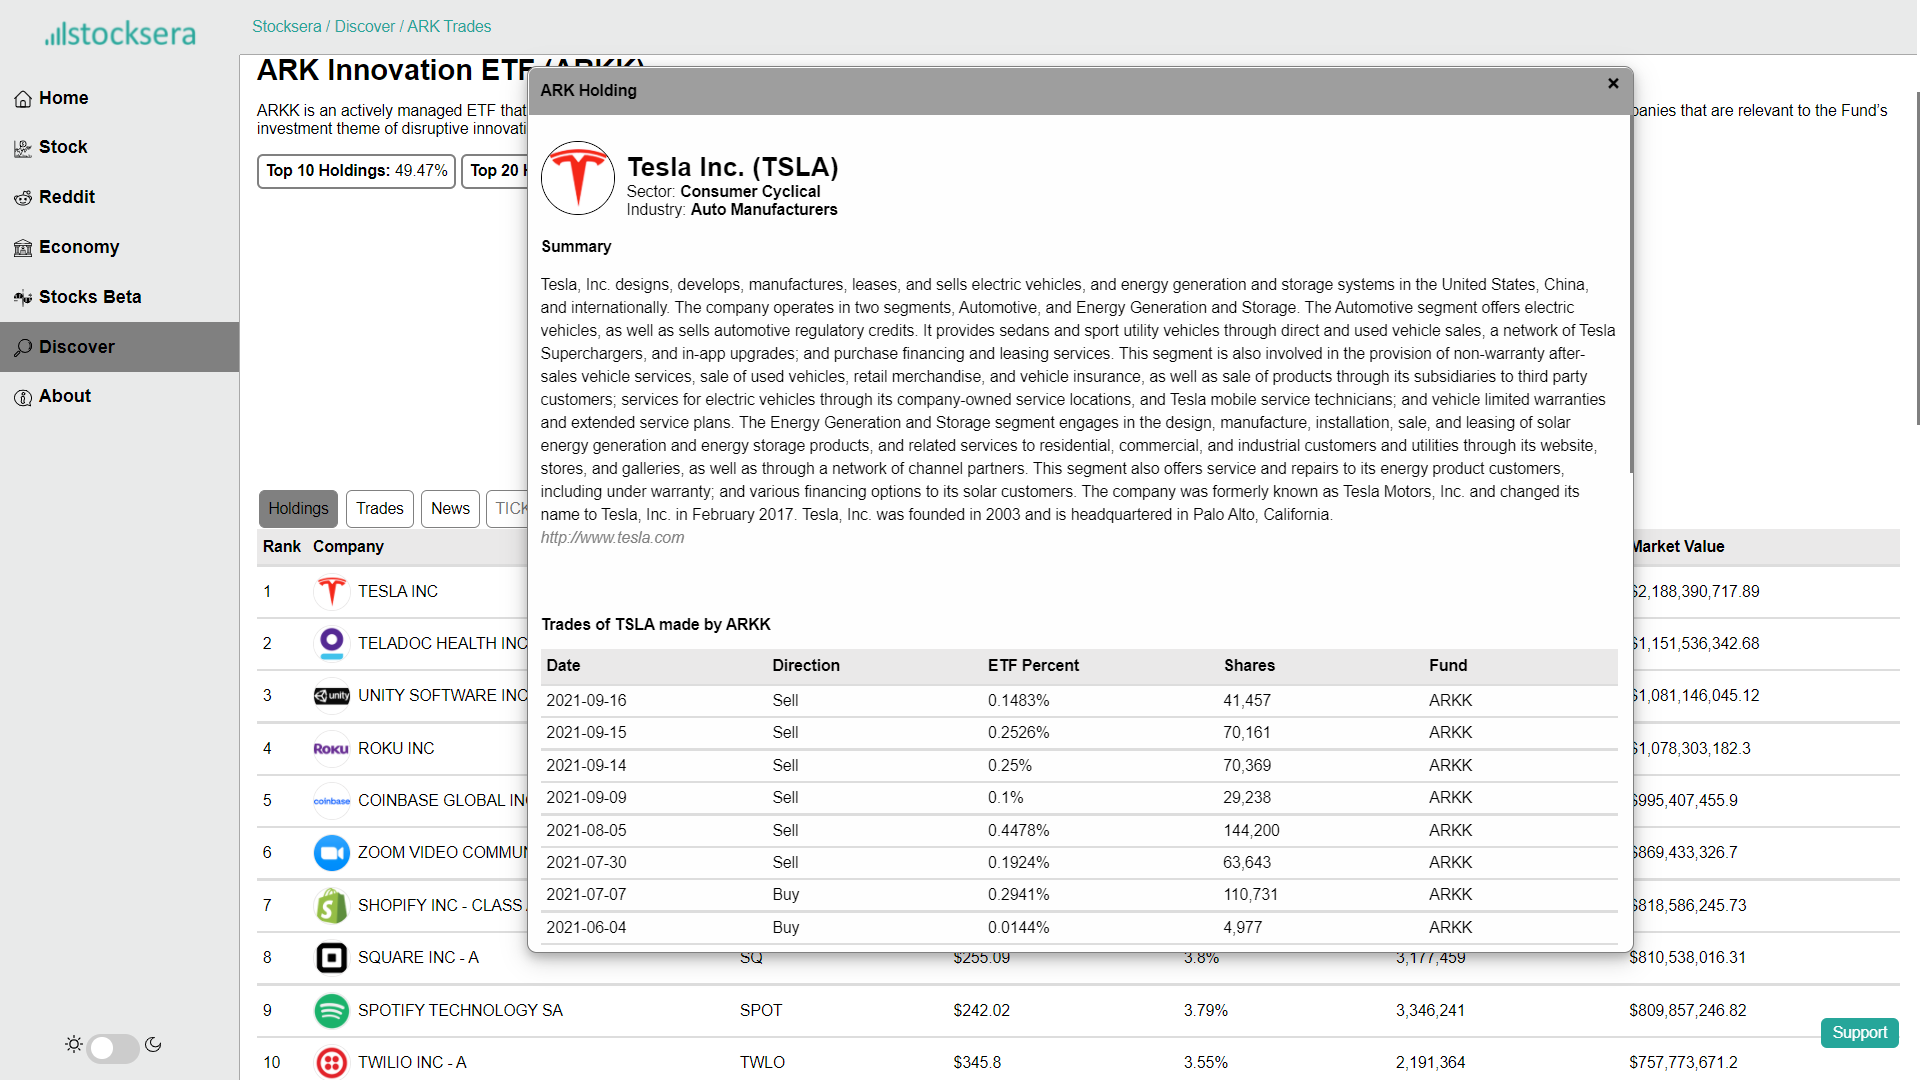 stocksera
Stocksera / Discover / ARK Trades
Home
Stock
Reddit
Economy
Stocks Beta
Discover
About
ARK Innovation ETF (ARKK)
ARKK is an actively managed ETF that
panies that are relevant to the Fund's
investment theme of disruptive innovati
Top 10 Holdings: 49.47%
Top 20 H
ARK Holding
×
Tesla Inc. (TSLA)
Sector: Consumer Cyclical
Industry: Auto Manufacturers
Summary
Tesla, Inc. designs, develops, manufactures, leases, and sells electric vehicles, and energy generation and storage systems in the United States, China,
and internationally. The company operates in two segments, Automotive, and Energy Generation and Storage. The Automotive segment offers electric
vehicles, as well as sells automotive regulatory credits. It provides sedans and sport utility vehicles through direct and used vehicle sales, a network of Tesla
Superchargers, and in-app upgrades; and purchase financing and leasing services. This segment is also involved in the provision of non-warranty after-
sales vehicle services, sale of used vehicles, retail merchandise, and vehicle insurance, as well as sale of products through its subsidiaries to third party
customers; services for electric vehicles through its company-owned service locations, and Tesla mobile service technicians; and vehicle limited warranties
and extended service plans. The Energy Generation and Storage segment engages in the design, manufacture, installation, sale, and leasing of solar
energy generation and energy storage products, and related services to residential, commercial, and industrial customers and utilities through its website,
stores, and galleries, as well as through a network of channel partners. This segment also offers service and repairs to its energy product customers,
including under warranty; and various financing options to its solar customers. The company was formerly known as Tesla Motors, Inc. and changed its
name to Tesla, Inc. in February 2017. Tesla, Inc. was founded in 2003 and is headquartered in Palo Alto, California.
http://www.tesla.com
Trades of TSLA made by ARKK
Date Direction ETF Percent Shares Fund
2021-09-16 Sell 0.1483% 41,457 ARKK
2021-09-15 Sell 0.2526% 70,161 ARKK
2021-09-14 Sell 0.25% 70,369 ARKK
2021-09-09 Sell 0.1% 29,238 ARKK
2021-08-05 Sell 0.4478% 144,200 ARKK
2021-07-30 Sell 0.1924% 63,643 ARKK
2021-07-07 Buy 0.2941% 110,731 ARKK
2021-06-04 Buy 0.0144% 4,977 ARKK
Holdings Trades News TICK
Rank Company Market Value
1 TESLA INC $2,188,390,717.89
2 TELADOC HEALTH INC $1,151,536,342.68
3 unity UNITY SOFTWARE INC $1,081,146,045.12
4 ROKU ROKU INC $1,078,303,182.3
5 coinbase COINBASE GLOBAL INC $995,407,455.9
6 ZOOM VIDEO COMMUN $869,433,326.7
7 SHOPIFY INC - CLASS $818,586,245.73
8 SQUARE INC - A SQ $255.09 3.8% 3,177,459 $810,538,016.31
9 SPOTIFY TECHNOLOGY SA SPOT $242.02 3.79% 3,346,241 $809,857,246.82
10 TWILIO INC - A TWLO $345.8 3.55% 2,191,364 $757,773,671.2
Support